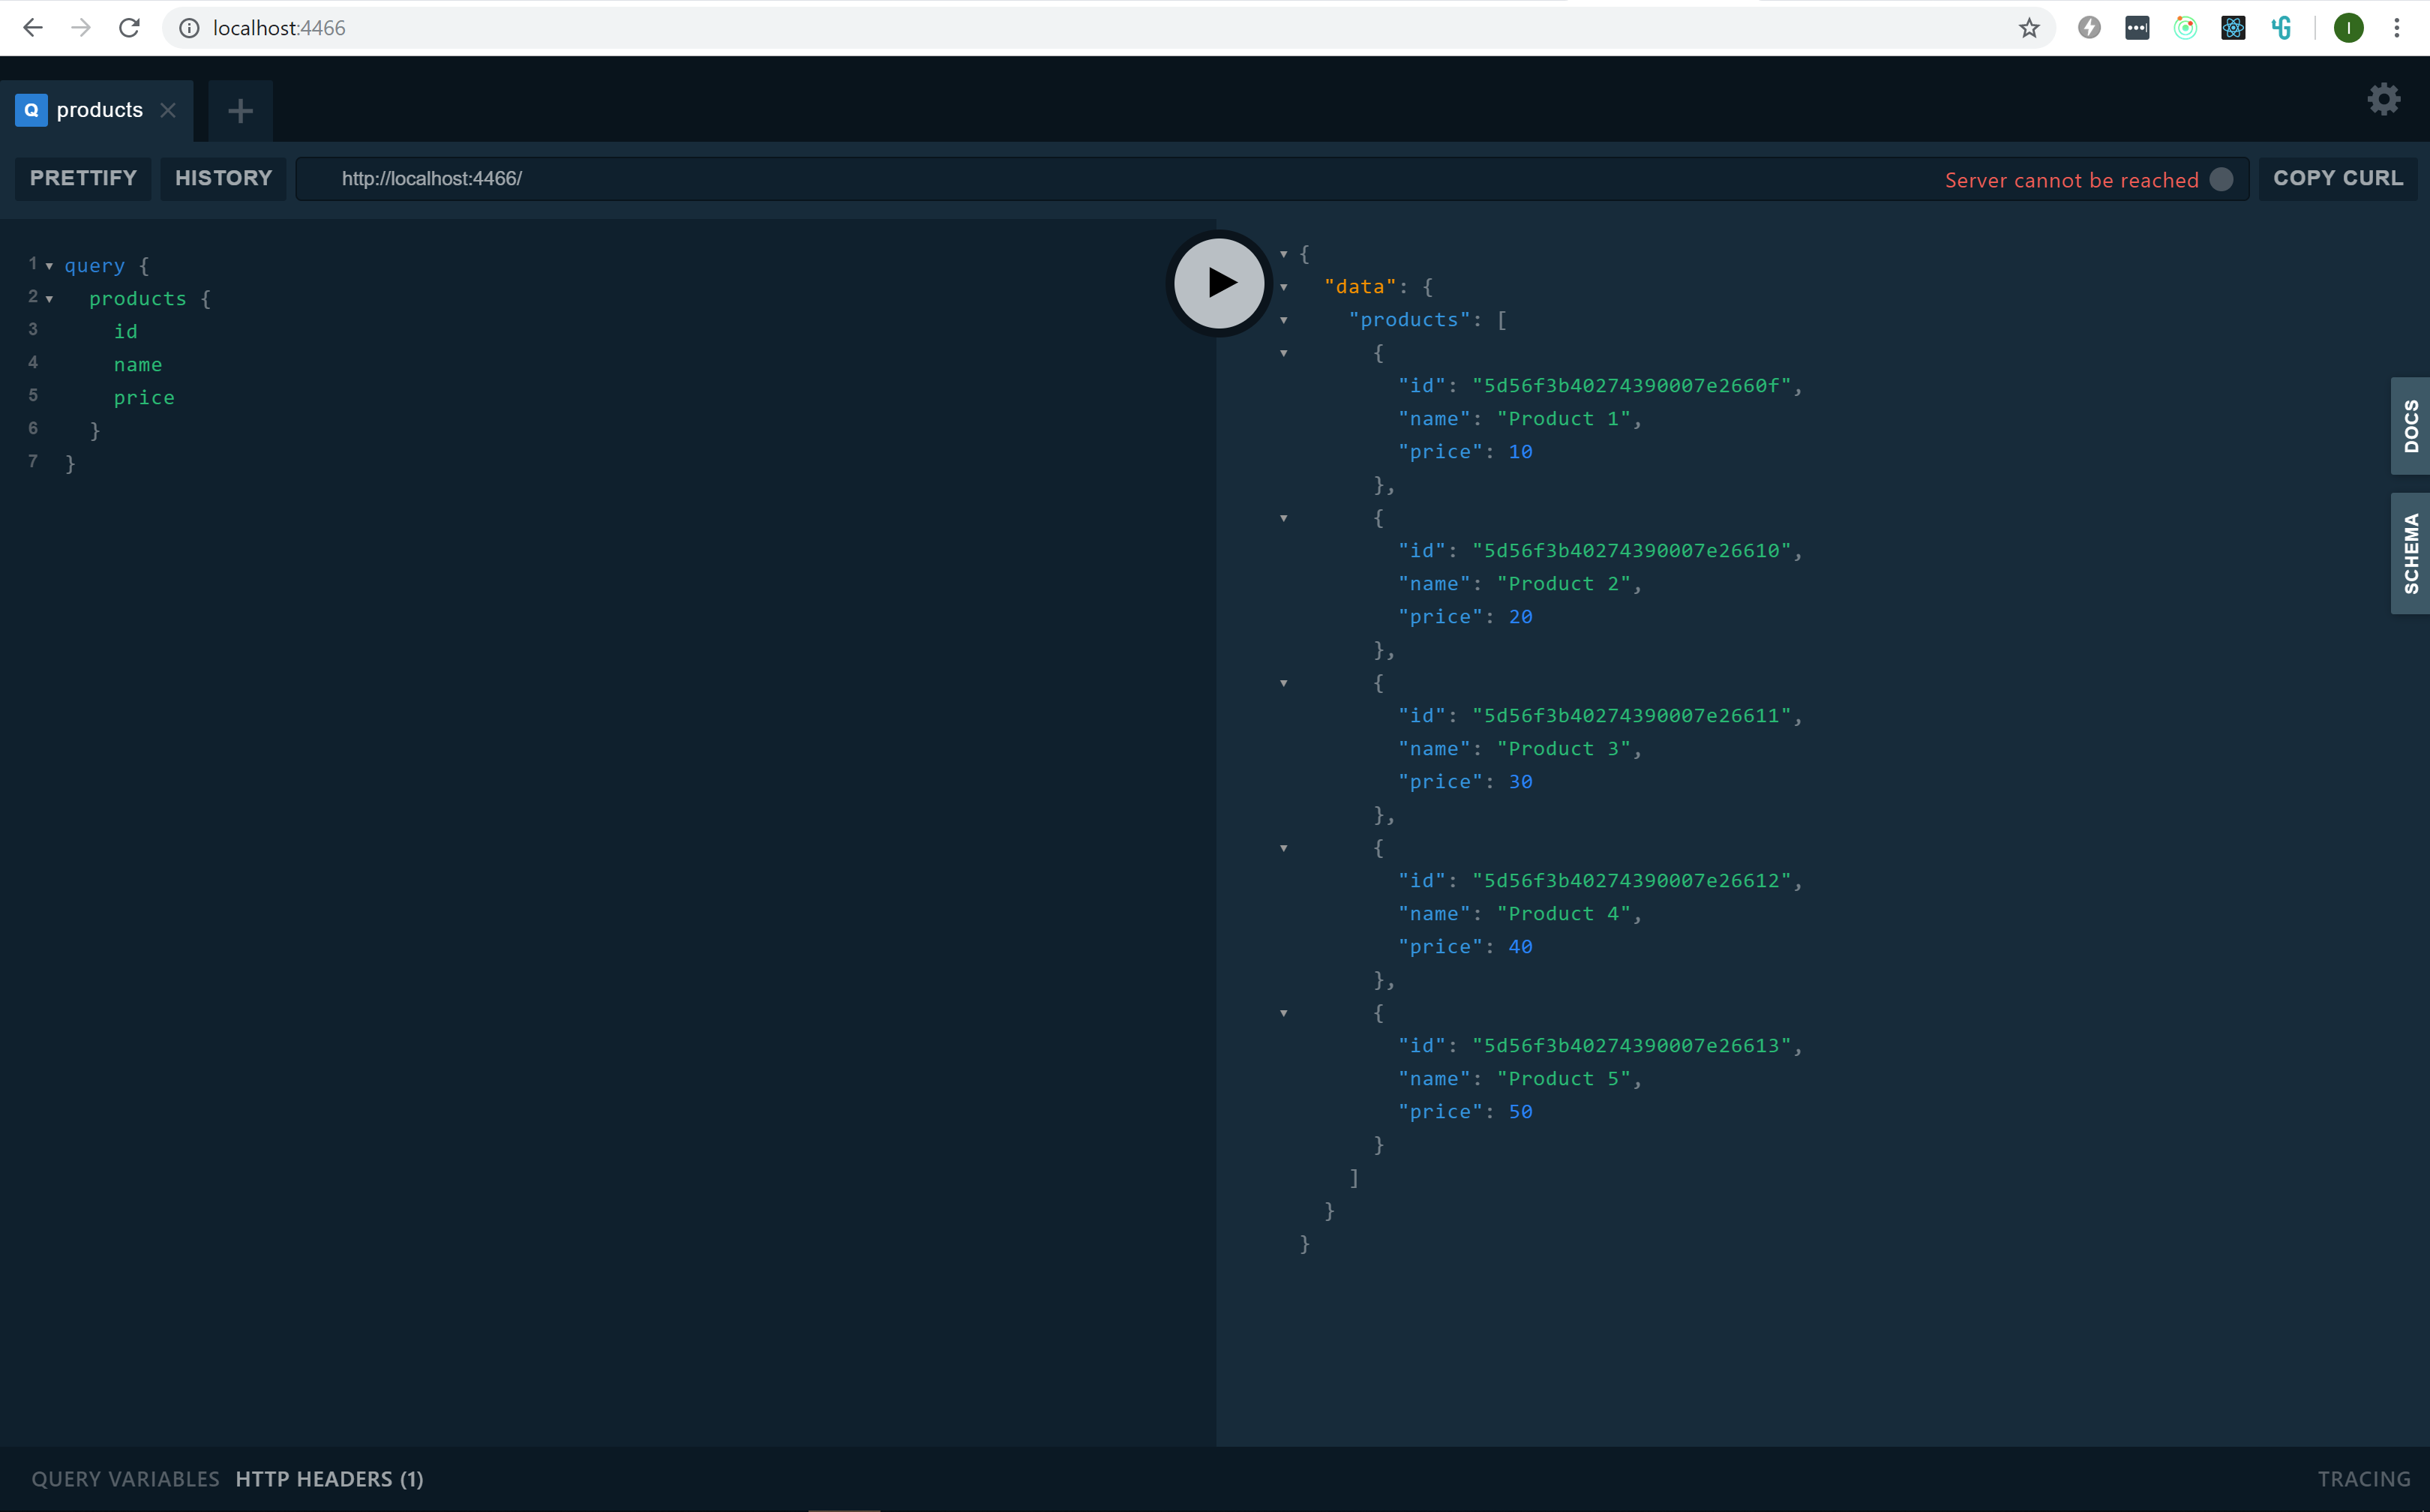 localhost:4466
Q products
PRETTIFY HISTORY http://localhost:4466/ Server cannot be reached COPY CURL
1 query {
2 products {
3 id
4 name
5 price
6 }
7 }
{
"data": {
"products": [
{
"id": "5d56f3b40274390007e2660f",
"name": "Product 1",
"price": 10
},
{
"id": "5d56f3b40274390007e26610",
"name": "Product 2",
"price": 20
},
{
"id": "5d56f3b40274390007e26611",
"name": "Product 3",
"price": 30
},
{
"id": "5d56f3b40274390007e26612",
"name": "Product 4",
"price": 40
},
{
"id": "5d56f3b40274390007e26613",
"name": "Product 5",
"price": 50
}
]
}
}
DOCS
SCHEMA
QUERY VARIABLES HTTP HEADERS (1) TRACING